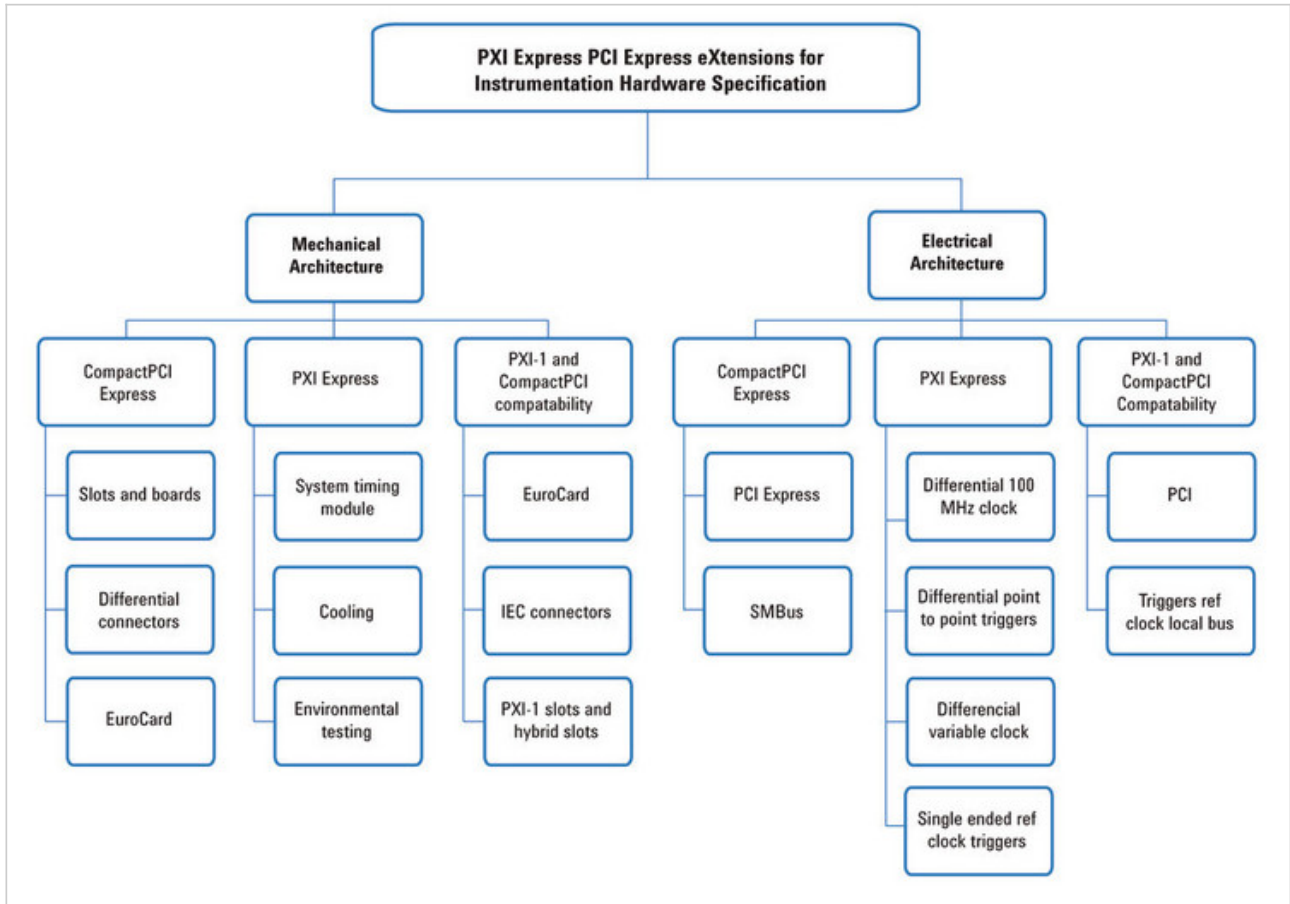 PXI Express PCI Express eXtensions for
Instrumentation Hardware Specification
Mechanical
Architecture
Electrical
Architecture
CompactPCI
Express
PXI Express
PXI-1 and
CompactPCI
compatability
CompactPCI
Express
PXI Express
PXI-1 and
CompactPCI
Compatability
Slots and boards
System timing
module
EuroCard
PCI Express
Differential 100
MHz clock
PCI
Differential
connectors
Cooling
IEC connectors
SMBus
Differential point
to point triggers
Triggers ref
clock local bus
EuroCard
Environmental
testing
PXI-1 slots and
hybrid slots
Differencial
variable clock
Single ended ref
clock triggers